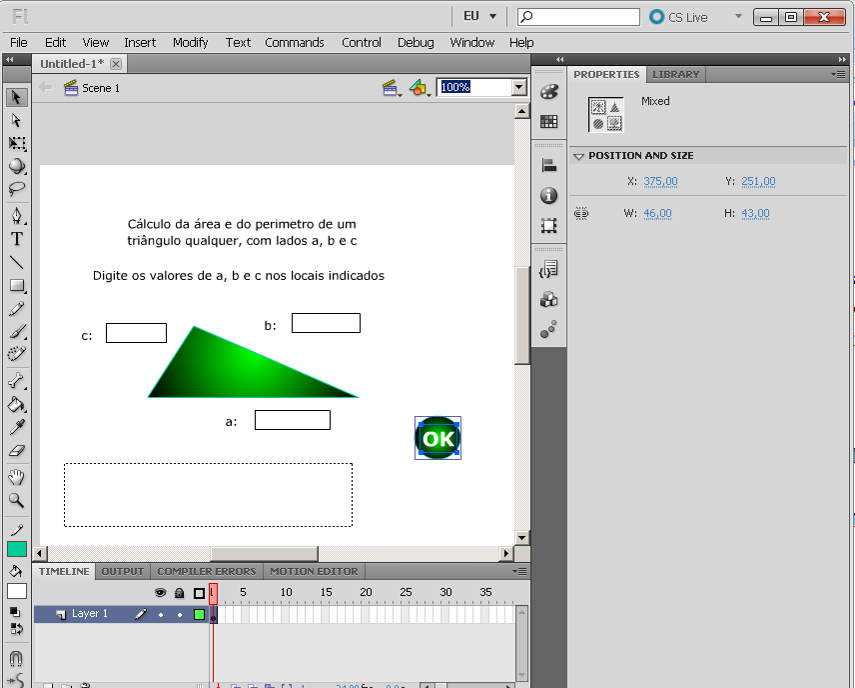 Fl
EU
CS Live
File Edit View Insert Modify Text Commands Control Debug Window Help
Untitled-1*
Scene 1
100%
Cálculo da área e do perimetro de um
triângulo qualquer, com lados a, b e c
Digite os valores de a, b e c nos locais indicados
c:
b:
a:
OK
PROPERTIES LIBRARY
Mixed
POSITION AND SIZE
X: 375,00 Y: 251,00
W: 46,00 H: 43,00
TIMELINE OUTPUT COMPILER ERRORS MOTION EDITOR
1 5 10 15 20 25 30 35
Layer 1